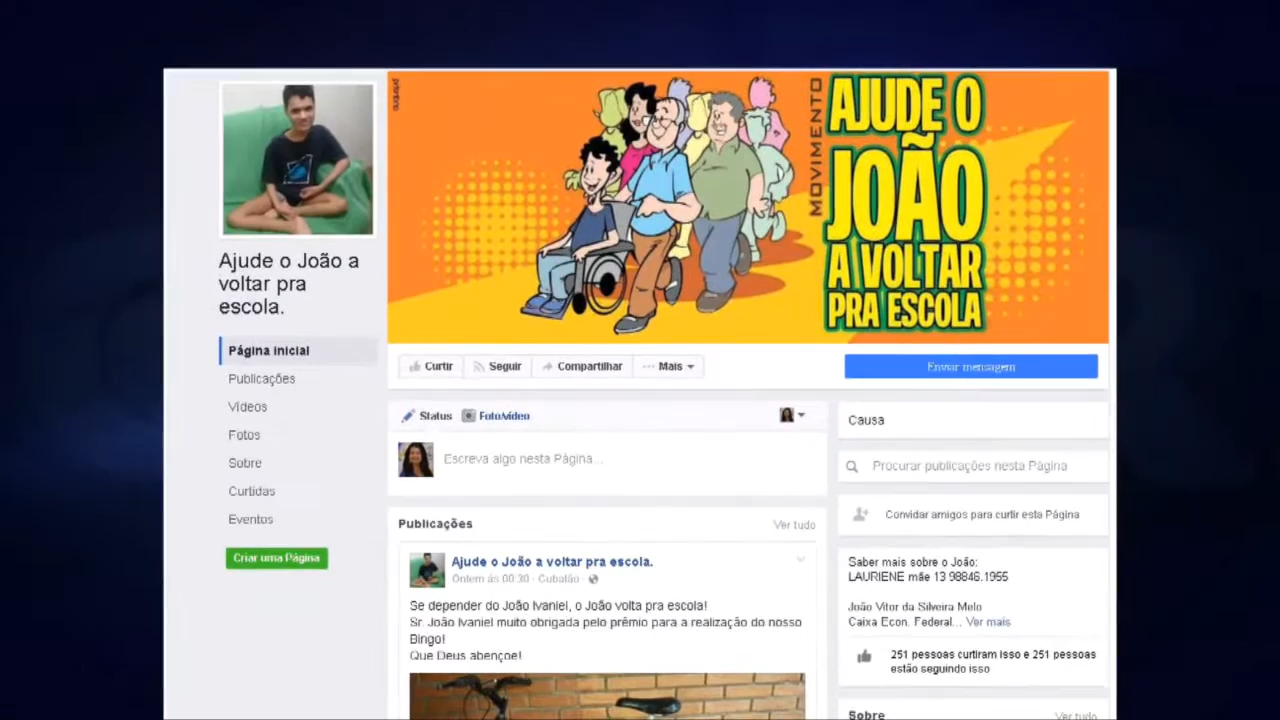 Ajude o João a
voltar pra
escola.
Página inicial
Publicações
Vídeos
Fotos
Sobre
Curtidas
Eventos
Criar uma Página
MOVIMENTO
AJUDE O
JOÃO
A VOLTAR
PRA ESCOLA
Curtir
Seguir
Compartilhar
Mais
Enviar mensagem
Status
Foto/vídeo
Escreva algo nesta Página...
Publicações
Ver tudo
Ajude o João a voltar pra escola.
Ontem às 00:30 · Cubatão ·
Se depender do João Ivaniel, o João volta pra escola!
Sr. João Ivaniel muito obrigada pelo prêmio para a realização do nosso
Bingo!
Que Deus abençoe!
Causa
Procurar publicações nesta Página
Convidar amigos para curtir esta Página
Saber mais sobre o João:
LAURIENE mãe 13 98846.1955
João Vitor da Silveira Melo
Caixa Econ. Federal... Ver mais
251 pessoas curtiram isso e 251 pessoas
estão seguindo isso
Sobre
Ver tudo